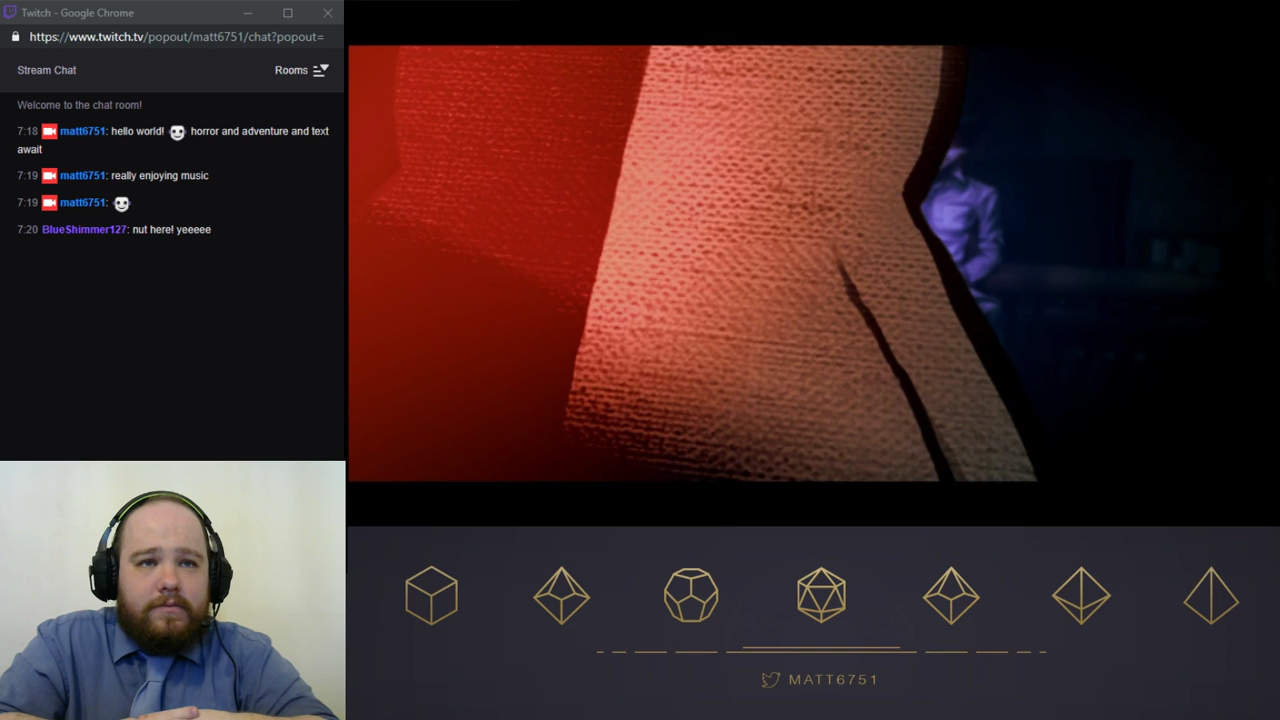 Twitch - Google Chrome
https://www.twitch.tv/popout/matt6751/chat?popout=
Stream Chat
Rooms
Welcome to the chat room!
7:18 matt6751: hello world! horror and adventure and text
await
7:19 matt6751: really enjoying music
7:19 matt6751:
7:20 BlueShimmer127: nut here! yeeeee
MATT6751